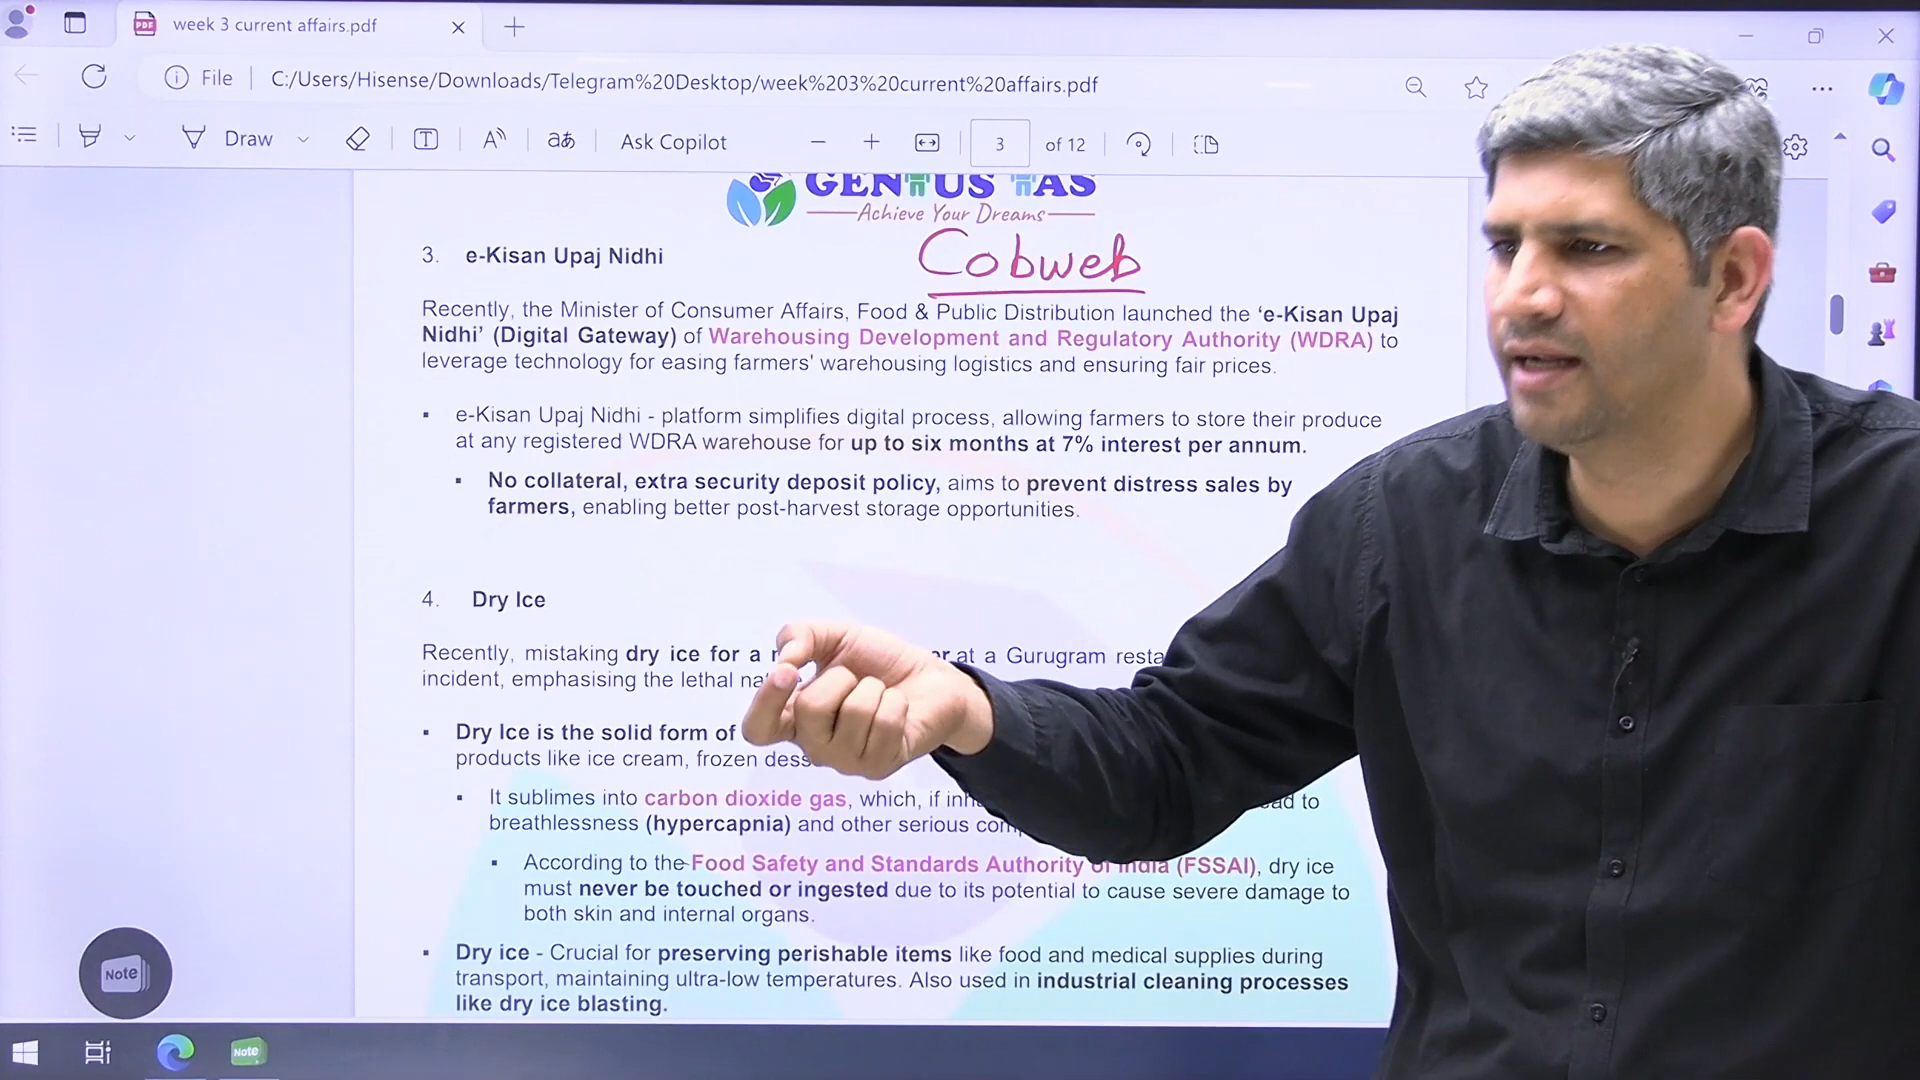 week 3 current affairs.pdf
File
C:/Users/Hisense/Downloads/Telegram%20Desktop/week%203%20current%20affairs.pdf
Draw
Ask Copilot
3 of 12
GENIUS IAS
Achieve Your Dreams
Cobweb
3. e-Kisan Upaj Nidhi
Recently, the Minister of Consumer Affairs, Food & Public Distribution launched the ‘e-Kisan Upaj
Nidhi’ (Digital Gateway) of Warehousing Development and Regulatory Authority (WDRA) to
leverage technology for easing farmers' warehousing logistics and ensuring fair prices.
▪ e-Kisan Upaj Nidhi - platform simplifies digital process, allowing farmers to store their produce
at any registered WDRA warehouse for up to six months at 7% interest per annum.
▪ No collateral, extra security deposit policy, aims to prevent distress sales by
farmers, enabling better post-harvest storage opportunities.
4. Dry Ice
Recently, mistaking dry ice for a at a Gurugram
incident, emphasising the lethal
▪ Dry Ice is the solid form of
products like ice cream, frozen
▪ It sublimes into carbon dioxide gas, which, if to
breathlessness (hypercapnia) and other serious
▪ According to the Food Safety and Standards Authority of India (FSSAI), dry ice
must never be touched or ingested due to its potential to cause severe damage to
both skin and internal organs.
▪ Dry ice - Crucial for preserving perishable items like food and medical supplies during
transport, maintaining ultra-low temperatures. Also used in industrial cleaning processes
like dry ice blasting.
Note
Note